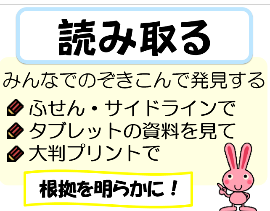 読み取る
みんなでのぞきこんで発見する
ふせん・サイドラインで
タブレットの資料を見て
大判プリントで
根拠を明らかに！